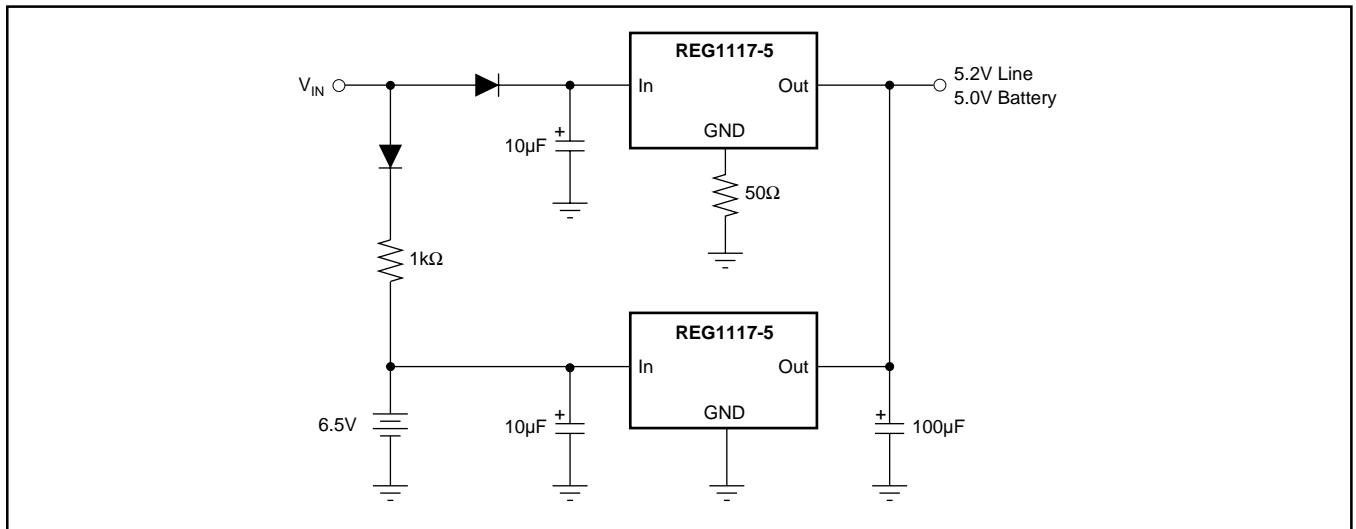 REG1117-5
V_IN
In
Out
GND
5.2V Line
5.0V Battery
+
10µF
50Ω
1kΩ
REG1117-5
In
Out
GND
6.5V
+
10µF
+
100µF